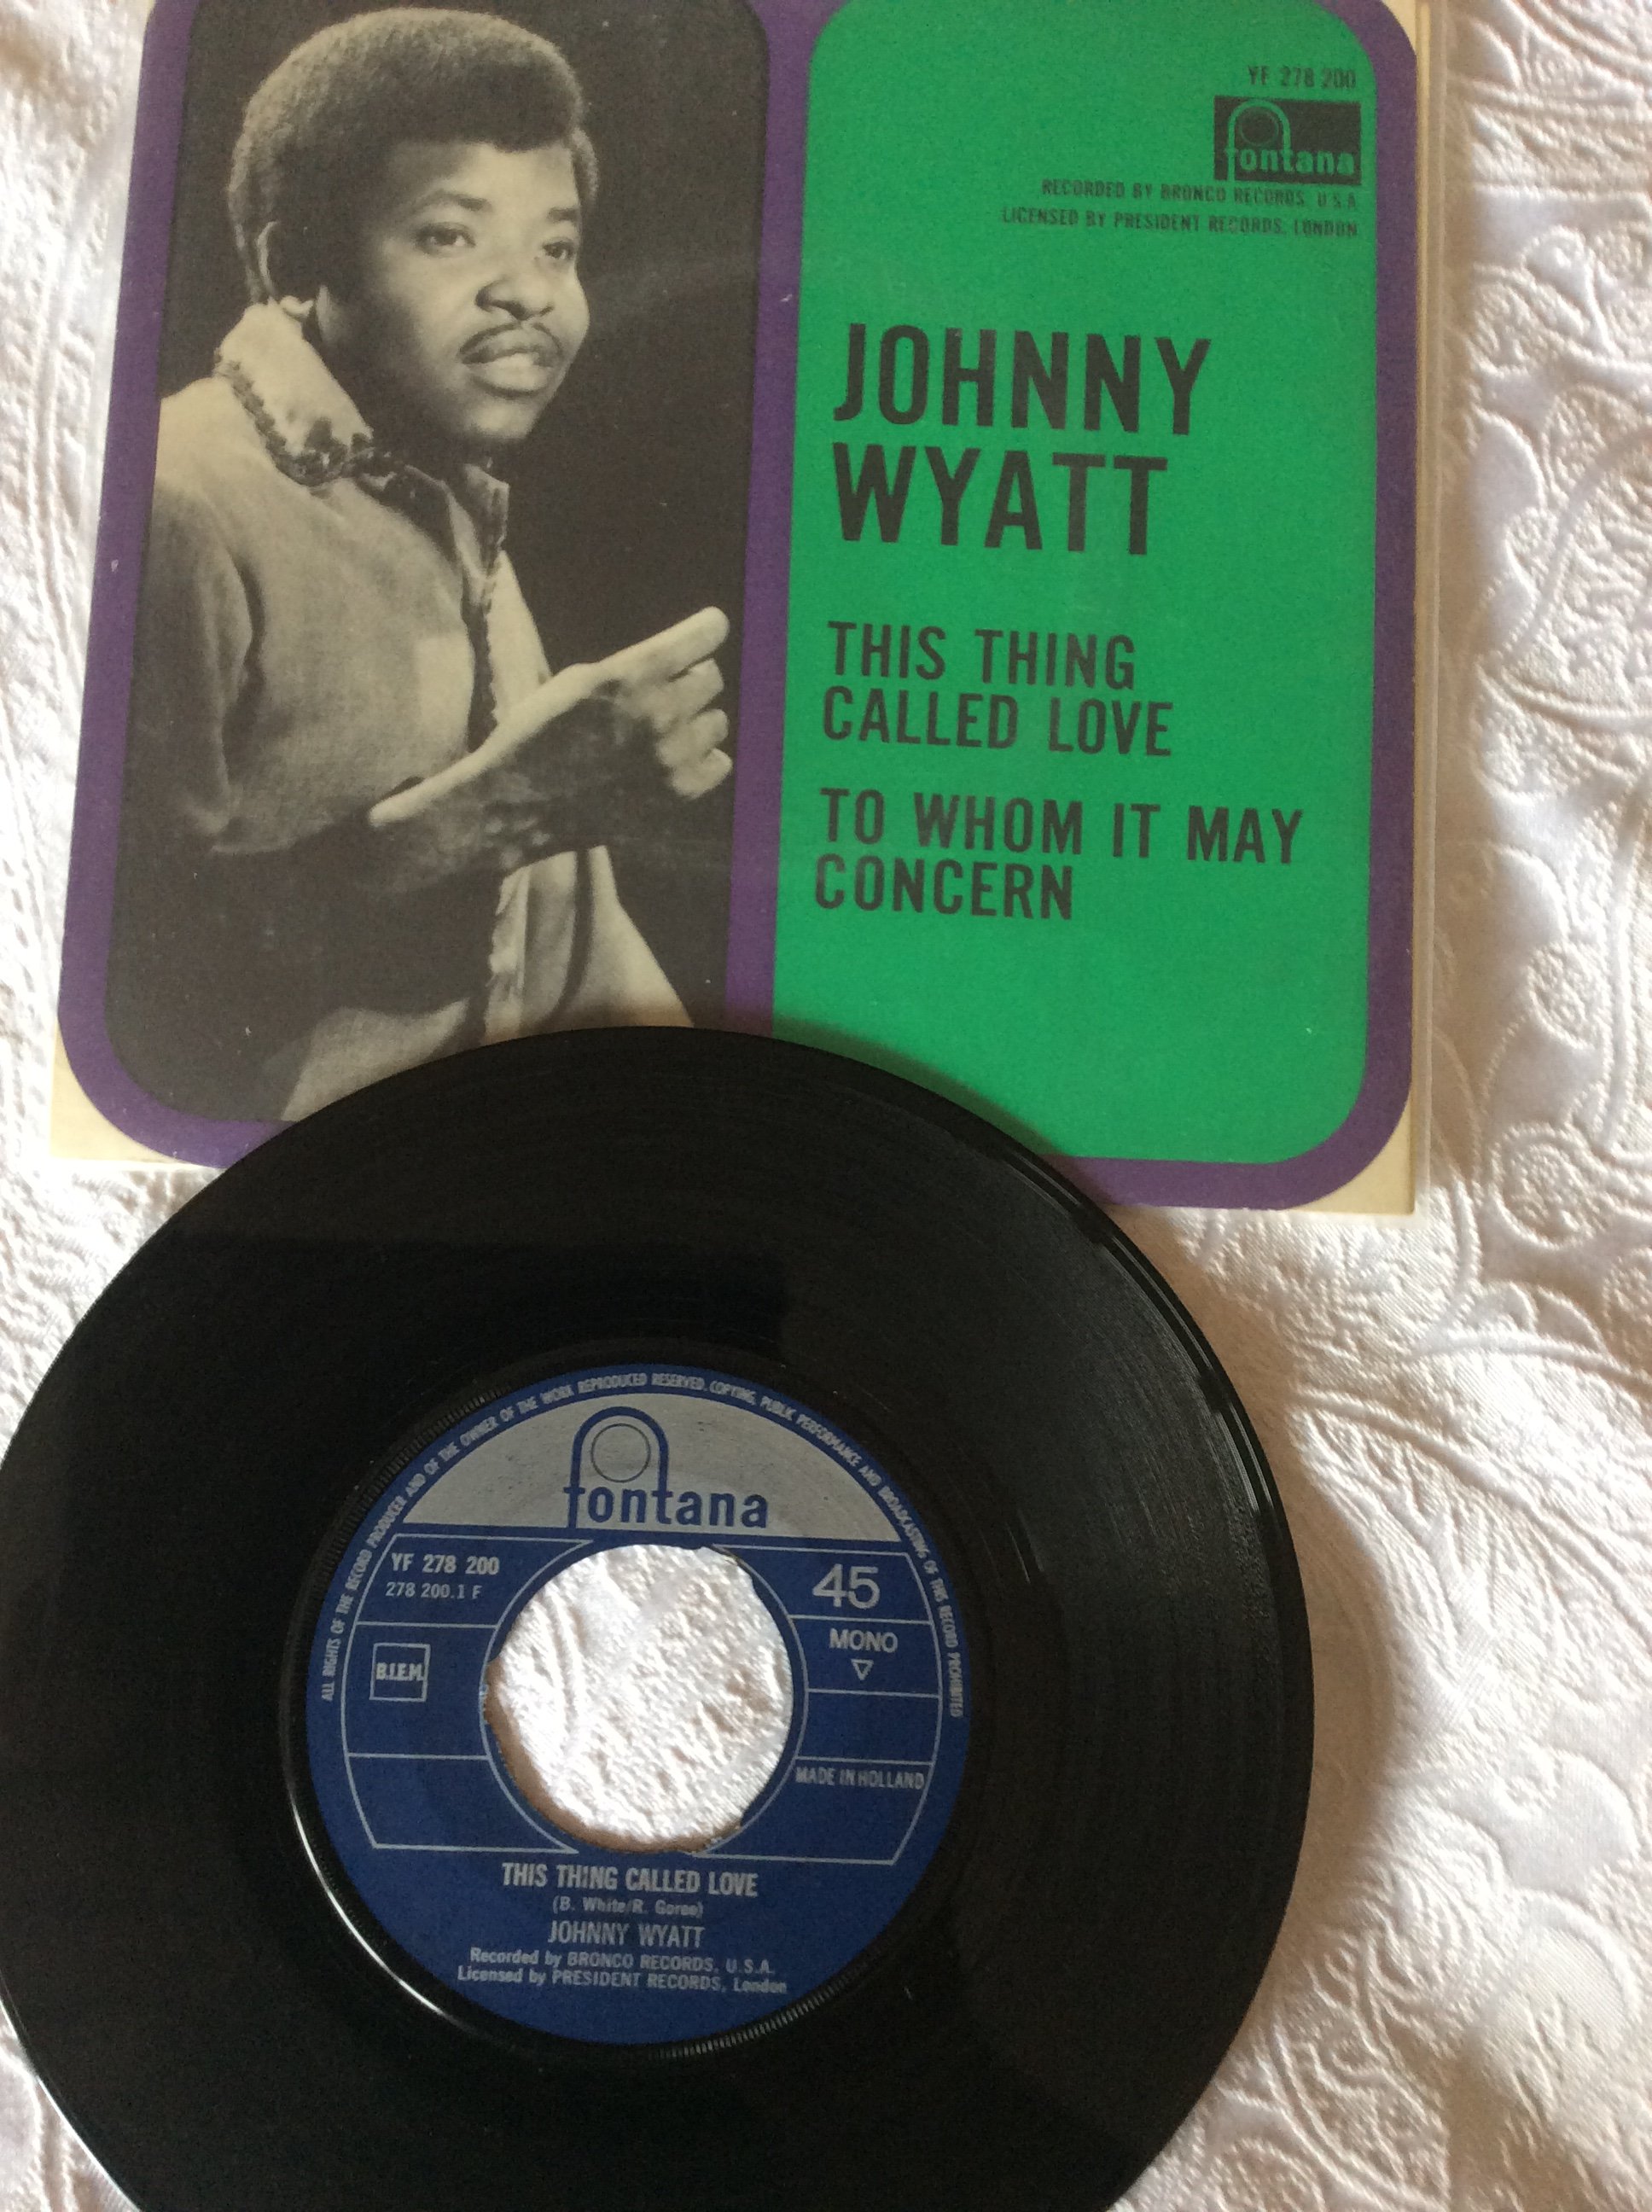 YF 278 200
fontana
RECORDED BY BRONCO RECORDS, U.S.A.
LICENSED BY PRESIDENT RECORDS, LONDON
JOHNNY
WYATT
THIS THING
CALLED LOVE
TO WHOM IT MAY
CONCERN
ALL RIGHTS OF THE RECORD PRODUCER AND OF THE OWNER OF THE WORK REPRODUCED RESERVED. COPYING, PUBLIC PERFORMANCE AND BROADCASTING OF THIS RECORD PROHIBITED
fontana
YF 278 200
278 200.1 F
B.I.E.M.
45
MONO
MADE IN HOLLAND
THIS THING CALLED LOVE
(B. White/R. Goree)
JOHNNY WYATT
Recorded by BRONCO RECORDS, U.S.A.
Licensed by PRESIDENT RECORDS, London